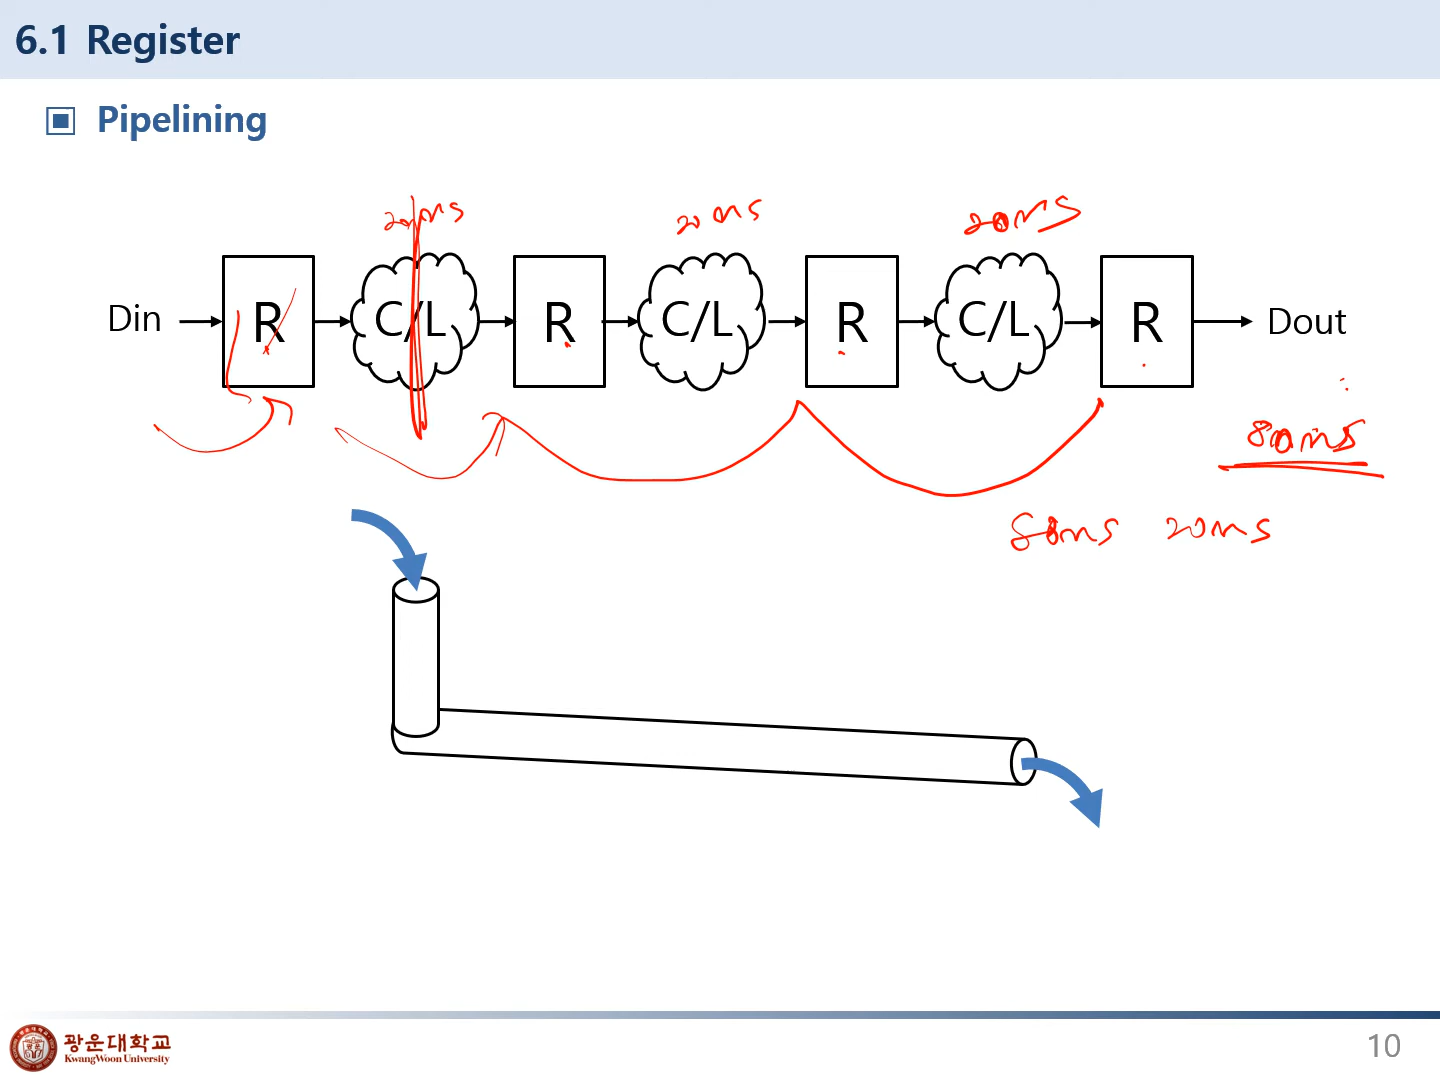 6.1 Register
Pipelining
20ns 20ns 20ns
Din R C/L R C/L R C/L R Dout
80ns
80ns 20ns
광운대학교
KwangWoon University
10